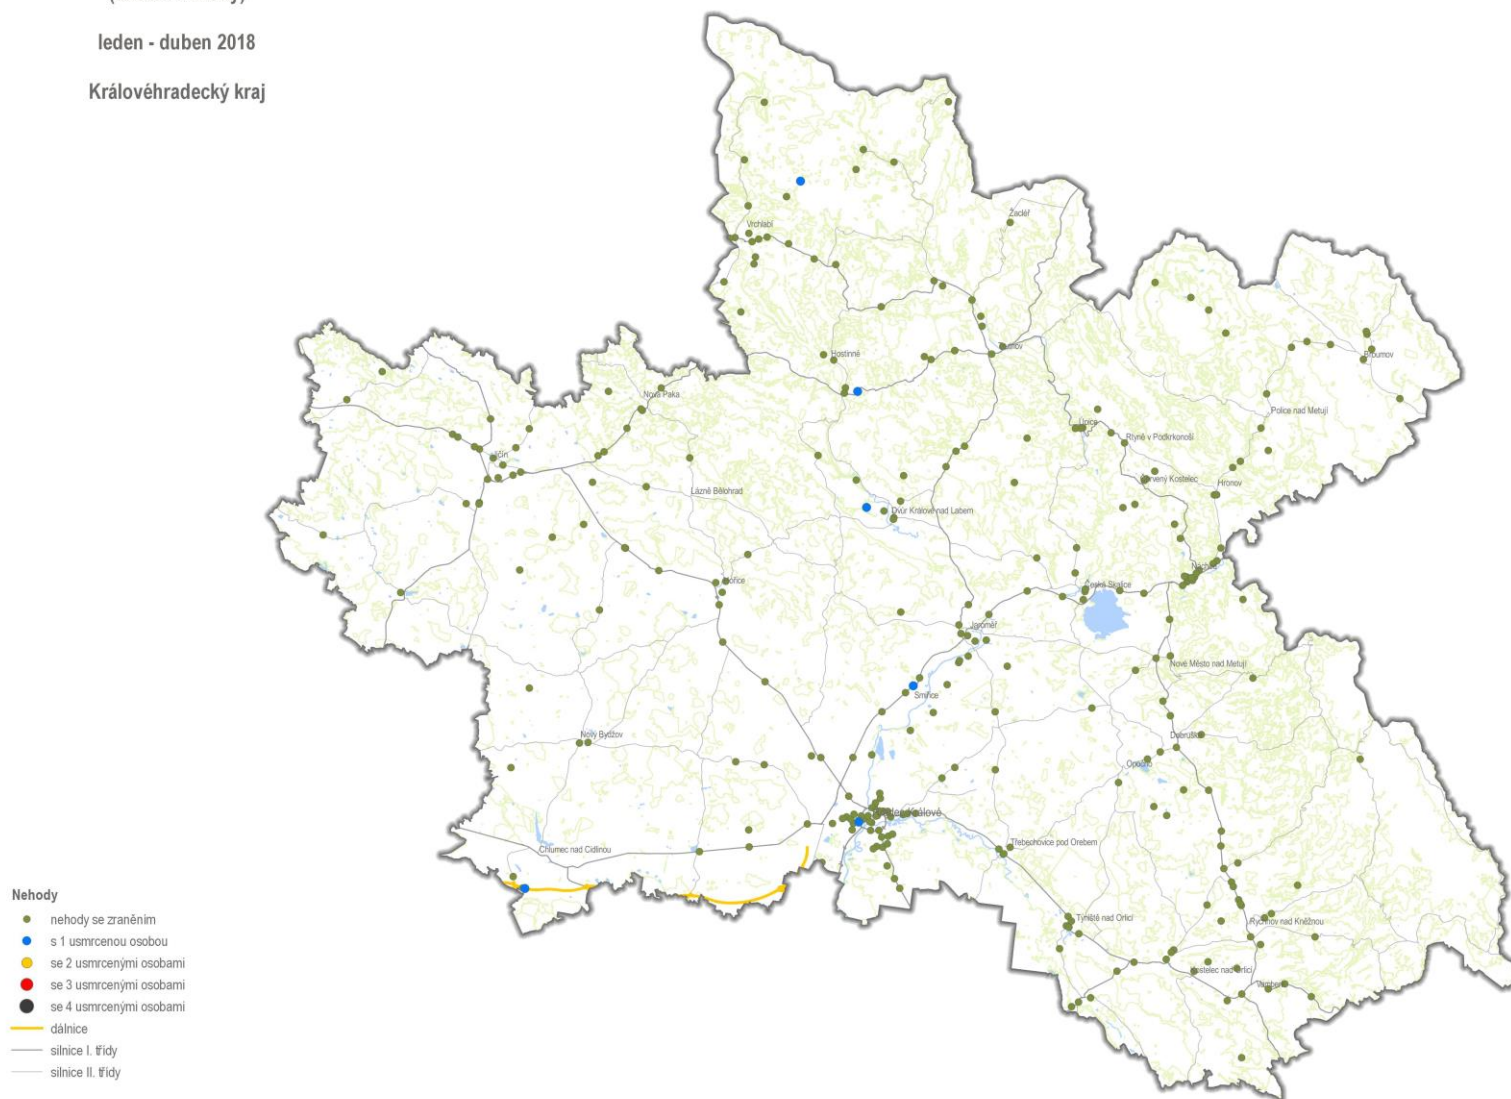 leden - duben 2018
Královéhradecký kraj
Žacléř
Vrchlabí
Hostinné
Broumov
Nová Paka
Police nad Metují
Úpice
Rtyně v Podkrkonoší
Jičín
Lázně Bělohrad
Červený Kostelec
Hronov
Dvůr Králové nad Labem
Náchod
Hořice
Česká Skalice
Jaroměř
Nové Město nad Metují
Smiřice
Nový Bydžov
Dobruška
Opočno
Hradec Králové
Chlumec nad Cidlinou
Třebechovice pod Orebem
Týniště nad Orlicí
Rychnov nad Kněžnou
Kostelec nad Orlicí
Vamberk
Nehody
nehody se zraněním
s 1 usmrcenou osobou
se 2 usmrcenými osobami
se 3 usmrcenými osobami
se 4 usmrcenými osobami
dálnice
silnice I. třídy
silnice II. třídy